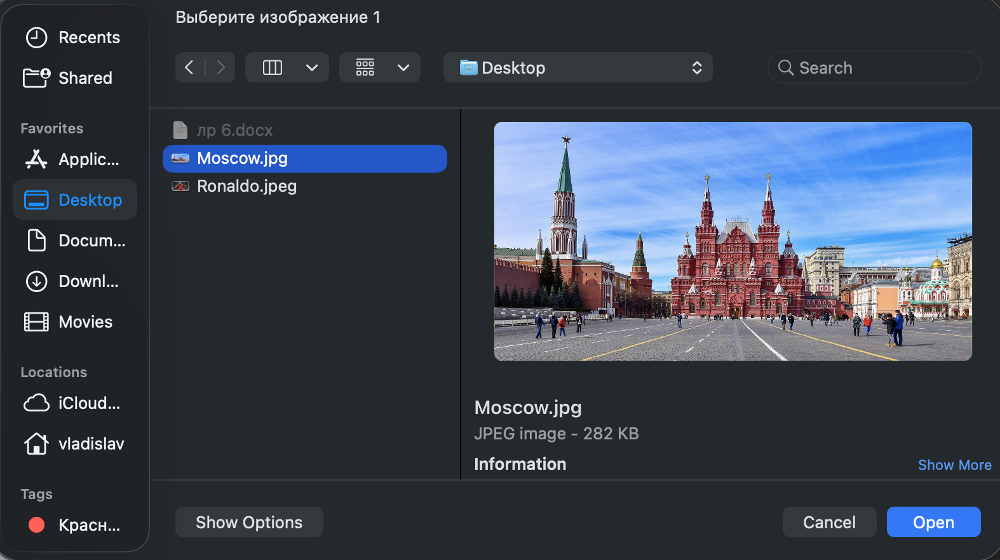 Выберите изображение 1
Recents
Shared
Favorites
Applic...
Desktop
Docum...
Downl...
Movies
Locations
iCloud...
vladislav
Tags
Красн...
Desktop
Search
лр 6.docx
Moscow.jpg
Ronaldo.jpeg
Moscow.jpg
JPEG image - 282 KB
Information
Show More
Show Options
Cancel
Open